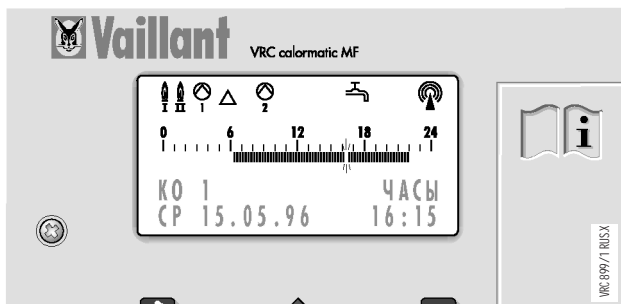 Vaillant
VRC calormatic MF
I II 1 2
0 6 12 18 24
КО 1 ЧАСЫ
СР 15.05.96 16:15
i
VRC 899/1 RUS.X